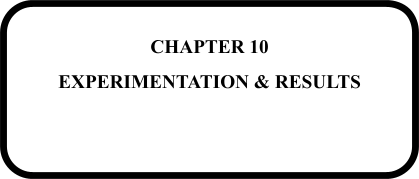 CHAPTER 10
EXPERIMENTATION & RESULTS